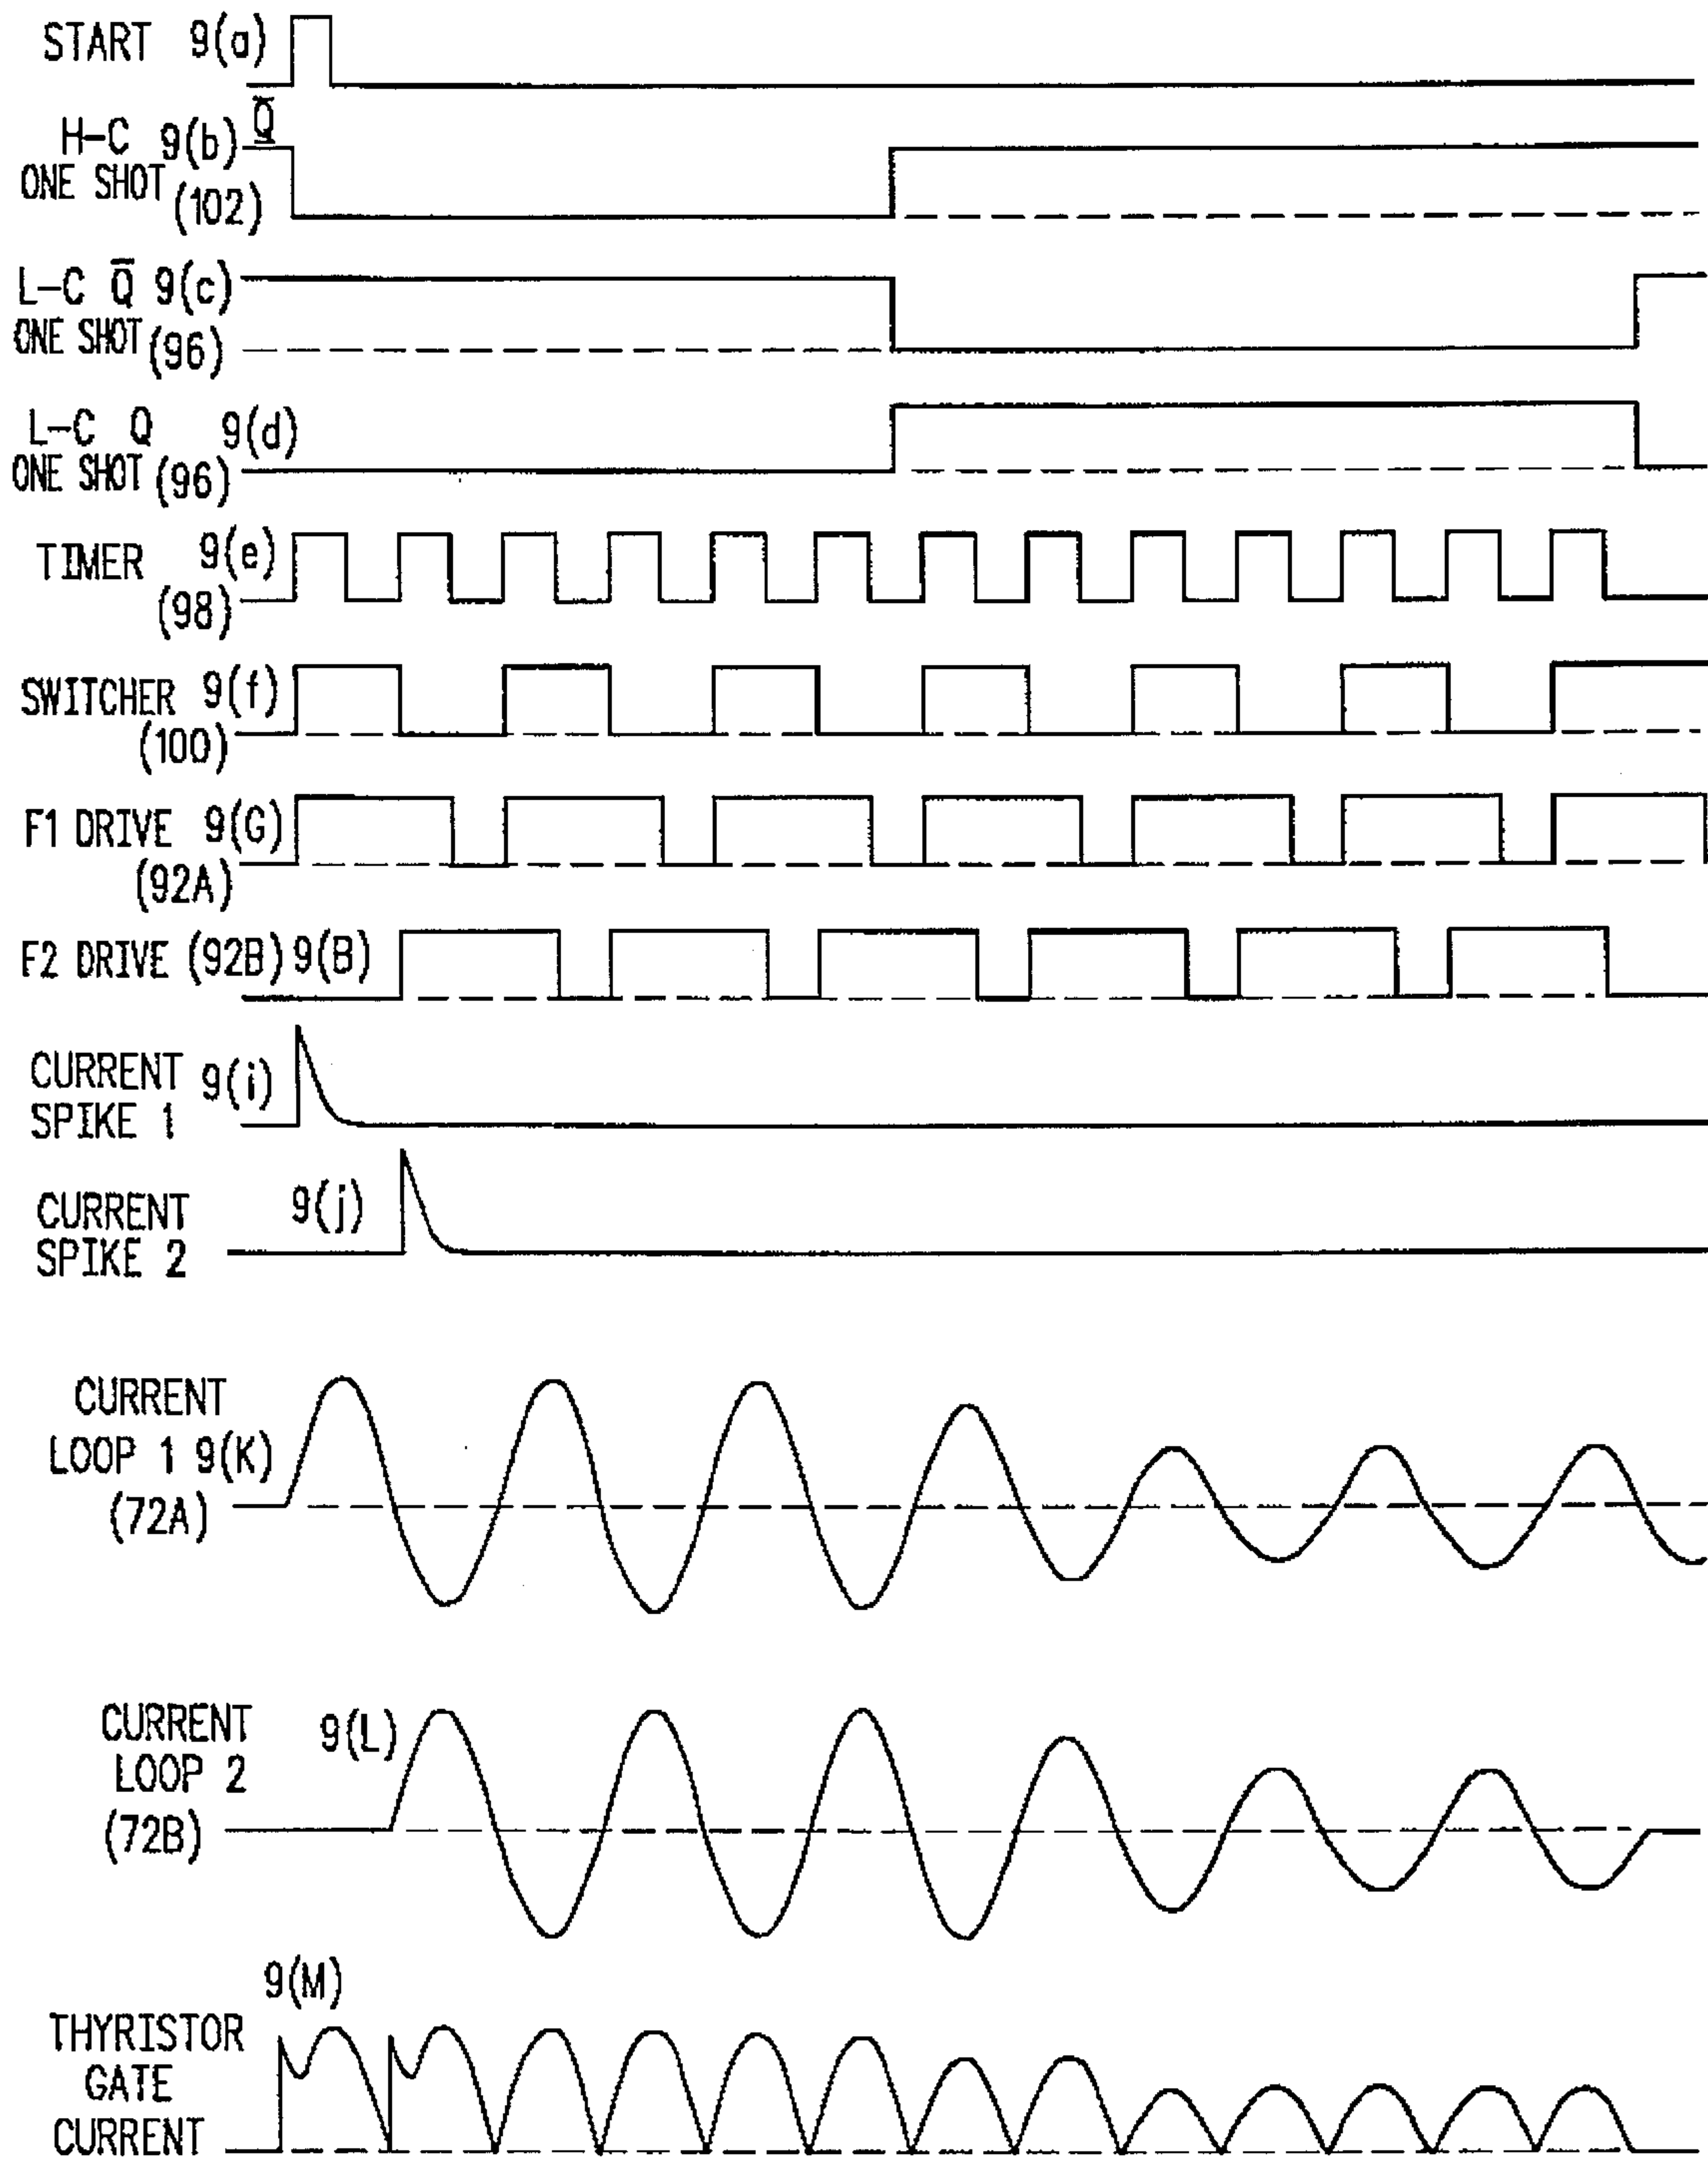 START 9(a)
Q̅
H-C 9(b)
ONE SHOT
(102)
L-C Q̅ 9(c)
ONE SHOT (96)
L-C Q 9(d)
ONE SHOT (96)
TIMER 9(e)
(98)
SWITCHER 9(f)
(100)
F1 DRIVE 9(G)
(92A)
F2 DRIVE (92B) 9(B)
CURRENT 9(i)
SPIKE 1
9(j)
CURRENT
SPIKE 2
CURRENT
LOOP 1 9(K)
(72A)
CURRENT 9(L)
LOOP 2
(72B)
9(M)
THYRISTOR
GATE
CURRENT